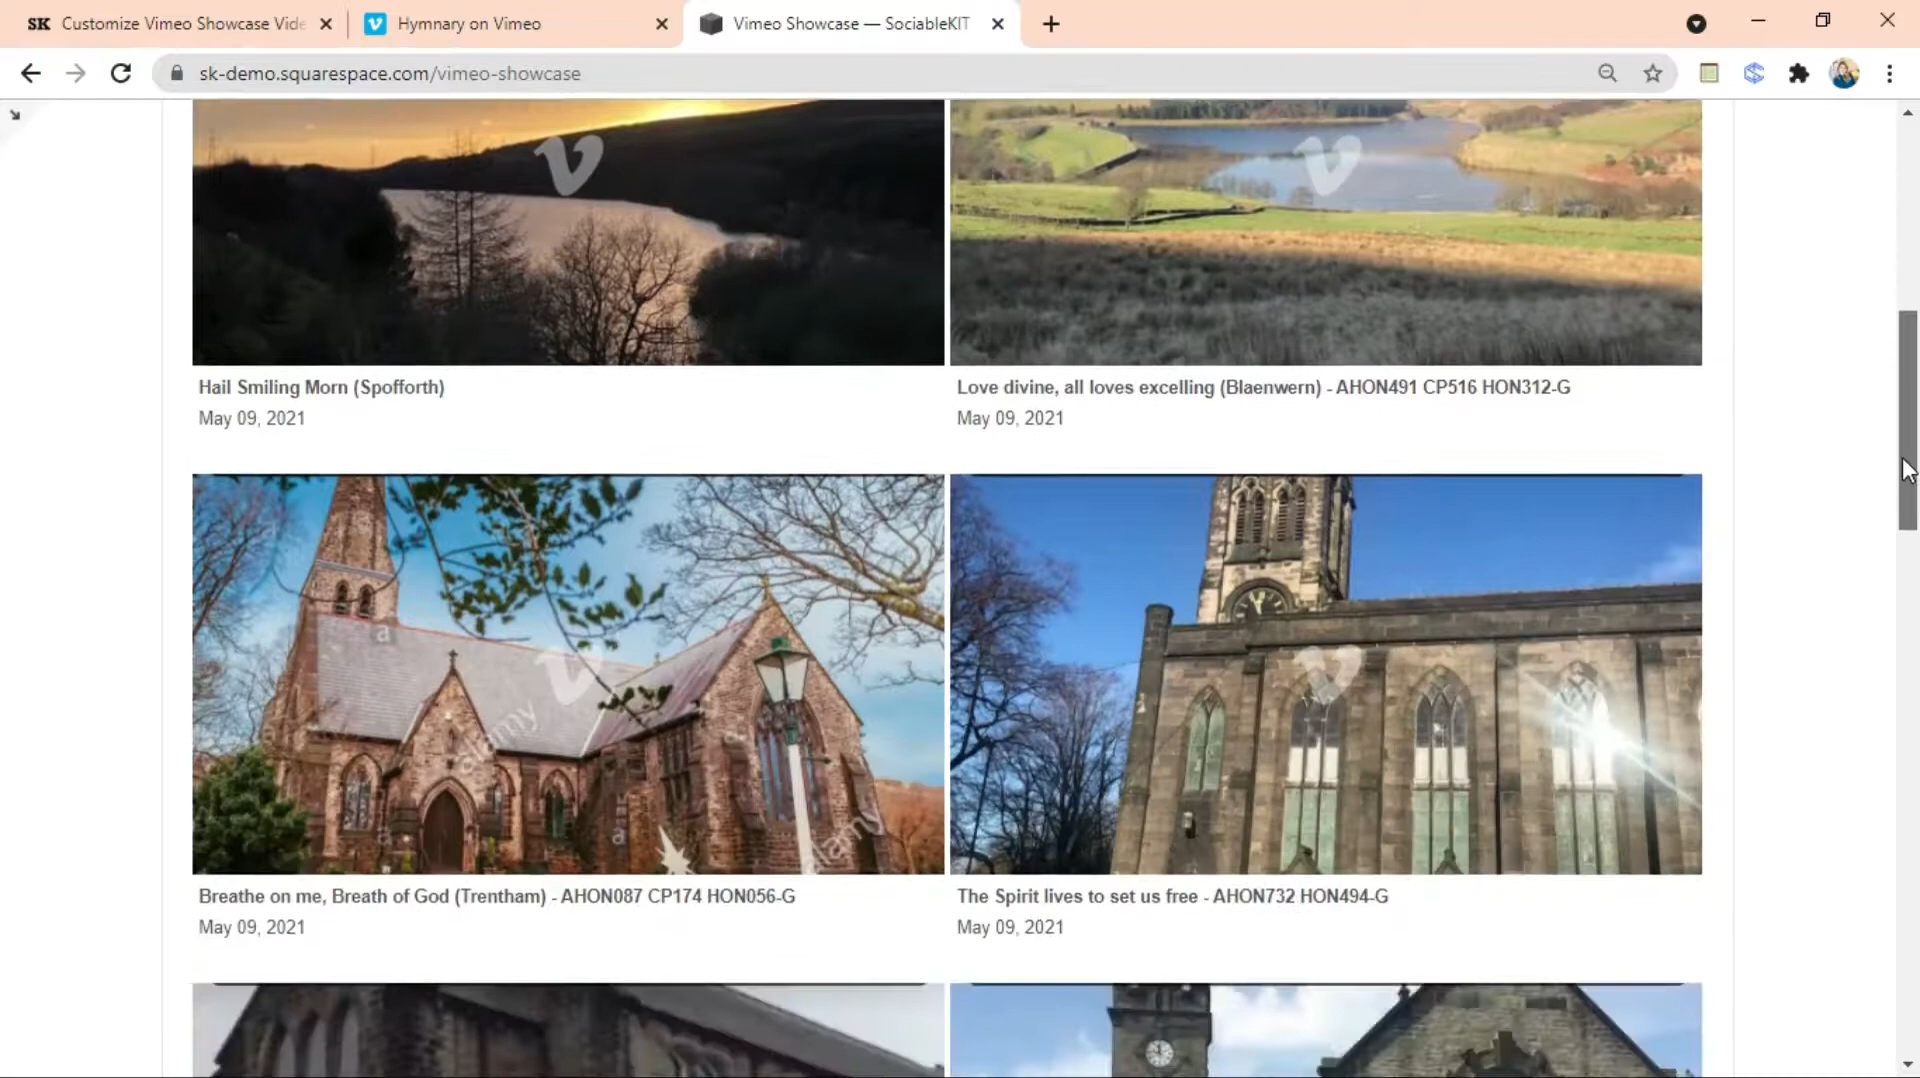 SK Customize Vimeo Showcase Vide
Hymnary on Vimeo
Vimeo Showcase — SociableKIT
sk-demo.squarespace.com/vimeo-showcase
Hail Smiling Morn (Spofforth)
May 09, 2021
Love divine, all loves excelling (Blaenwern) - AHON491 CP516 HON312-G
May 09, 2021
alamy
a
a
alamy
Breathe on me, Breath of God (Trentham) - AHON087 CP174 HON056-G
May 09, 2021
The Spirit lives to set us free - AHON732 HON494-G
May 09, 2021